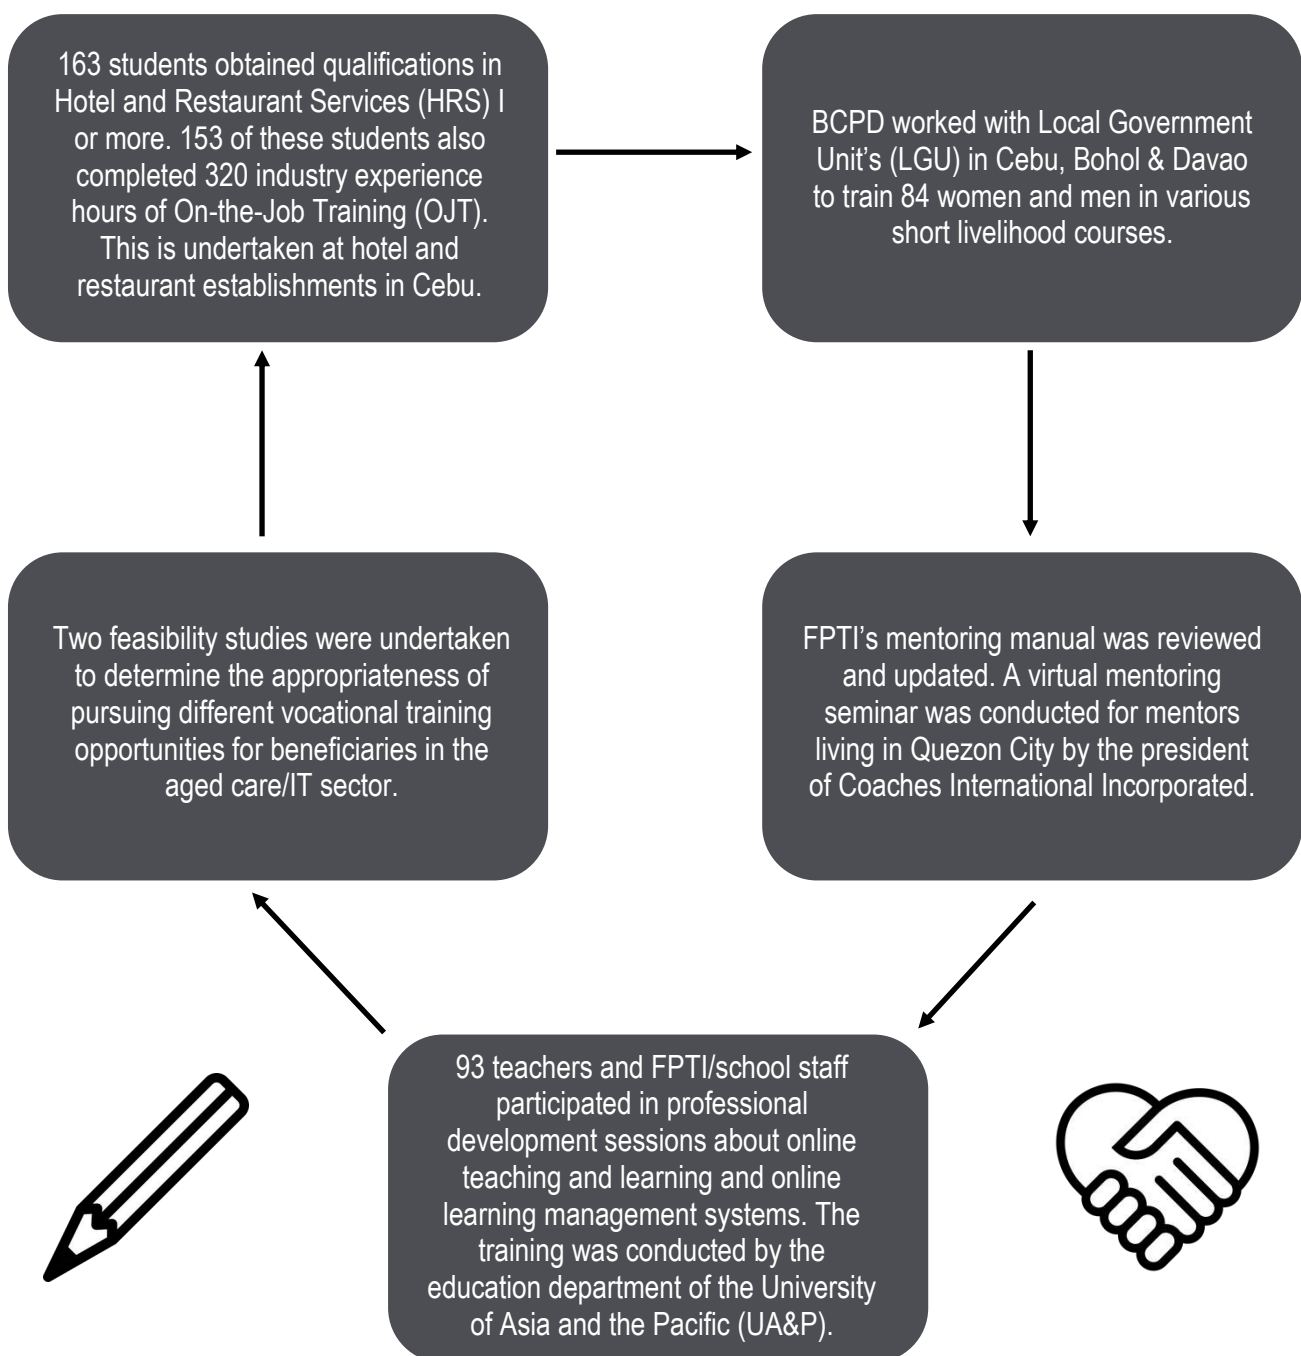 163 students obtained qualifications in
Hotel and Restaurant Services (HRS) I
or more. 153 of these students also
completed 320 industry experience
hours of On-the-Job Training (OJT).
This is undertaken at hotel and
restaurant establishments in Cebu.
BCPD worked with Local Government
Unit's (LGU) in Cebu, Bohol & Davao
to train 84 women and men in various
short livelihood courses.
FPTI's mentoring manual was reviewed
and updated. A virtual mentoring
seminar was conducted for mentors
living in Quezon City by the president
of Coaches International Incorporated.
93 teachers and FPTI/school staff
participated in professional
development sessions about online
teaching and learning and online
learning management systems. The
training was conducted by the
education department of the University
of Asia and the Pacific (UA&P).
Two feasibility studies were undertaken
to determine the appropriateness of
pursuing different vocational training
opportunities for beneficiaries in the
aged care/IT sector.